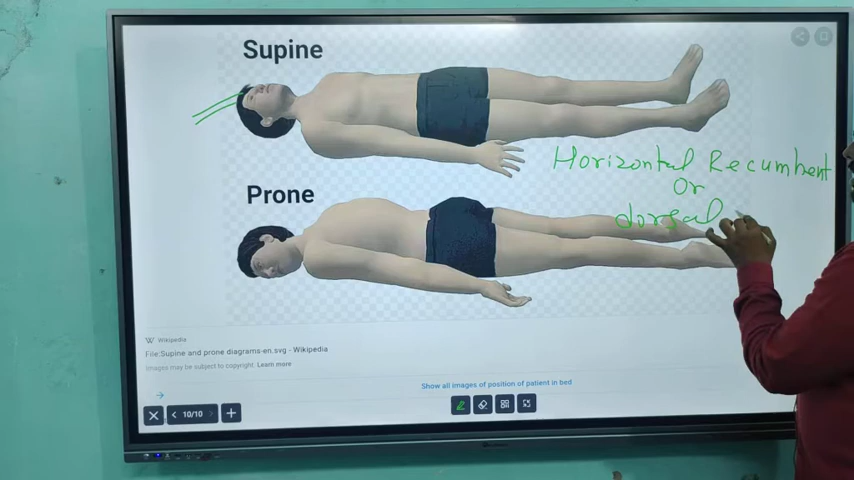 Supine
Horizontal Recumbent
Or
Prone
dorsal
W Wikipedia
File:Supine and prone diagrams-en.svg - Wikipedia
Images may be subject to copyright. Learn more
Show all images of position of patient in bed
10/10